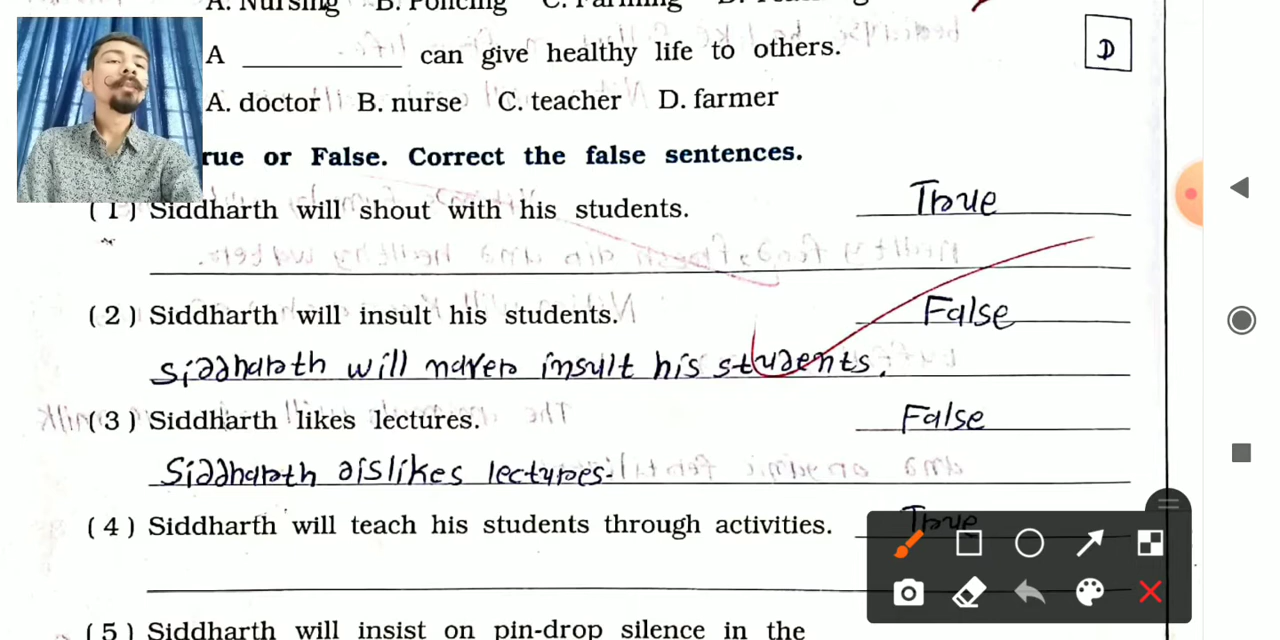 A. Nursing B. Policing C. Farming
A __________ can give healthy life to others. D
A. doctor B. nurse C. teacher D. farmer
rue or False. Correct the false sentences.
(1) Siddharth will shout with his students. True
(2) Siddharth will insult his students. False
Siddharth will never insult his students.
(3) Siddharth likes lectures. False
Siddharth dislikes lectures.
(4) Siddharth will teach his students through activities. True
(5) Siddharth will insist on pin-drop silence in the